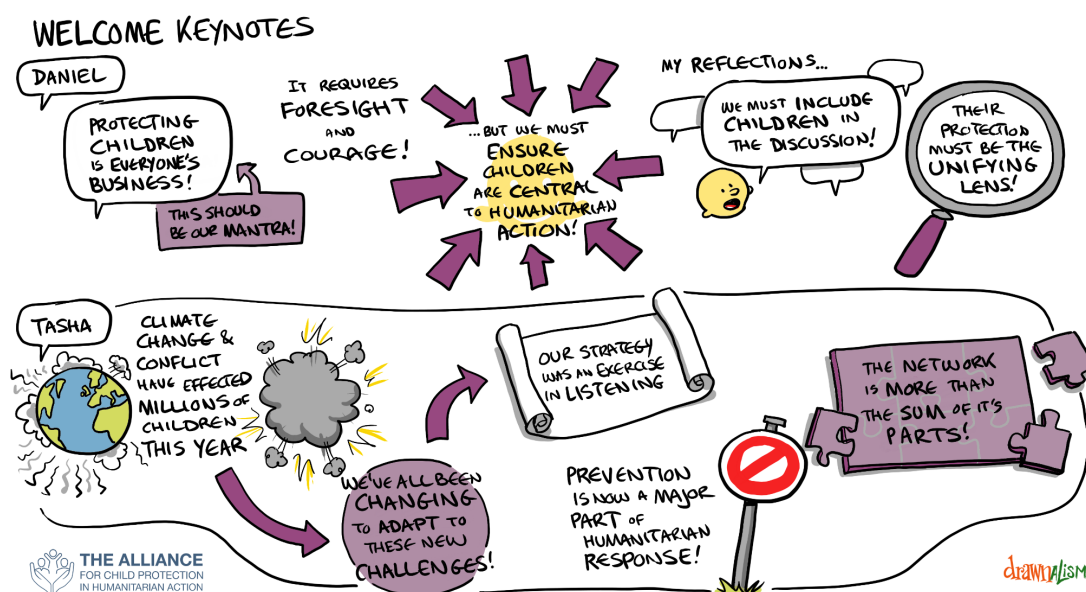 WELCOME KEYNOTES
DANIEL
PROTECTING
CHILDREN
IS EVERYONE'S
BUSINESS!
THIS SHOULD
BE OUR MANTRA!
IT REQUIRES
FORESIGHT
AND
COURAGE!
...BUT WE MUST
ENSURE
CHILDREN
ARE CENTRAL
TO HUMANITARIAN
ACTION!
MY REFLECTIONS...
WE MUST INCLUDE
CHILDREN IN
THE DISCUSSION!
THEIR
PROTECTION
MUST BE THE
UNIFYING
LENS!
TASHA
CLIMATE
CHANGE &
CONFLICT
HAVE EFFECTED
MILLIONS OF
CHILDREN
THIS YEAR
WE'VE ALL BEEN
CHANGING
TO ADAPT TO
THESE NEW
CHALLENGES!
OUR STRATEGY
WAS AN EXERCISE
IN LISTENING
PREVENTION
IS NOW A MAJOR
PART OF
HUMANITARIAN
RESPONSE!
THE NETWORK
IS MORE THAN
THE SUM OF IT'S
PARTS!
THE ALLIANCE
FOR CHILD PROTECTION
IN HUMANITARIAN ACTION
drawnalism